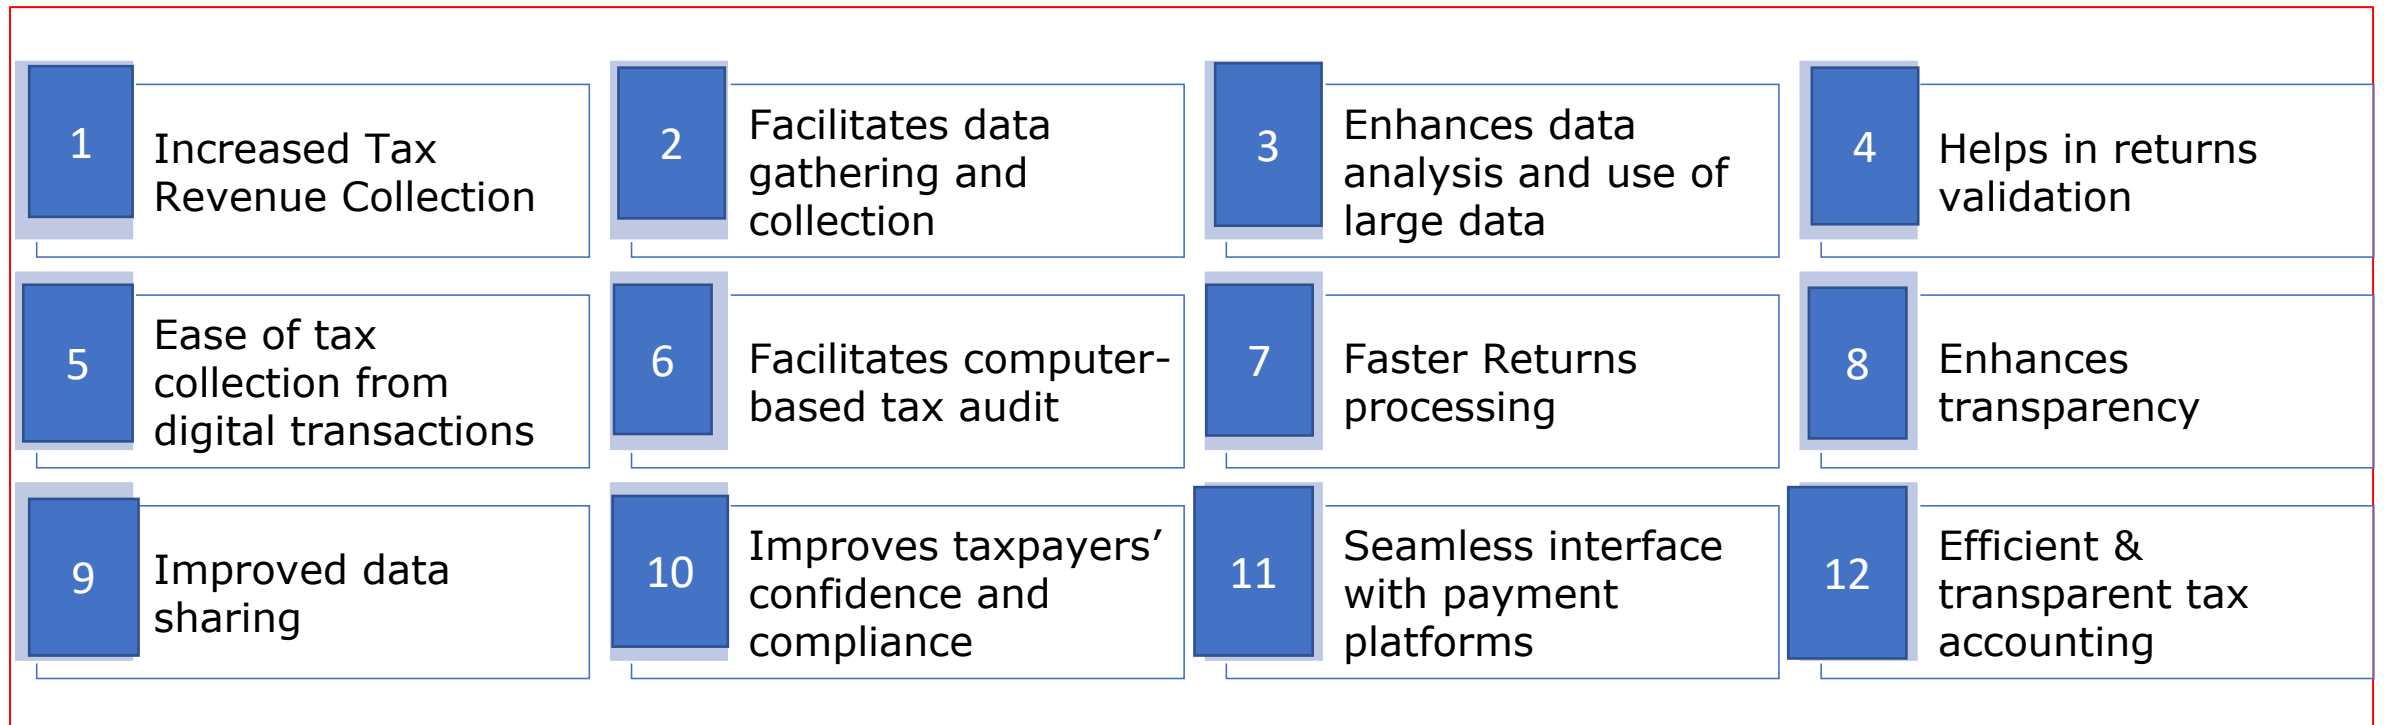 1
Increased Tax
Revenue Collection
2
Facilitates data
gathering and
collection
3
Enhances data
analysis and use of
large data
4
Helps in returns
validation
5
Ease of tax
collection from
digital transactions
6
Facilitates computer-
based tax audit
7
Faster Returns
processing
8
Enhances
transparency
9
Improved data
sharing
10
Improves taxpayers’
confidence and
compliance
11
Seamless interface
with payment
platforms
12
Efficient &
transparent tax
accounting